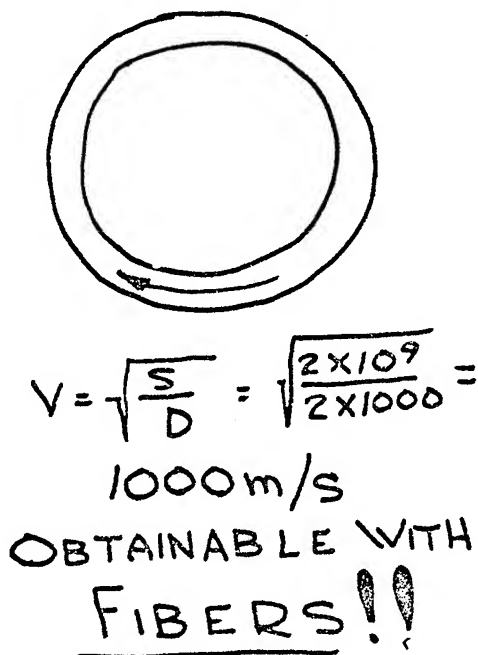 V = √S/D = √2×10⁹/2×1000 =
1000 m/s
OBTAINABLE WITH
FIBERS!!